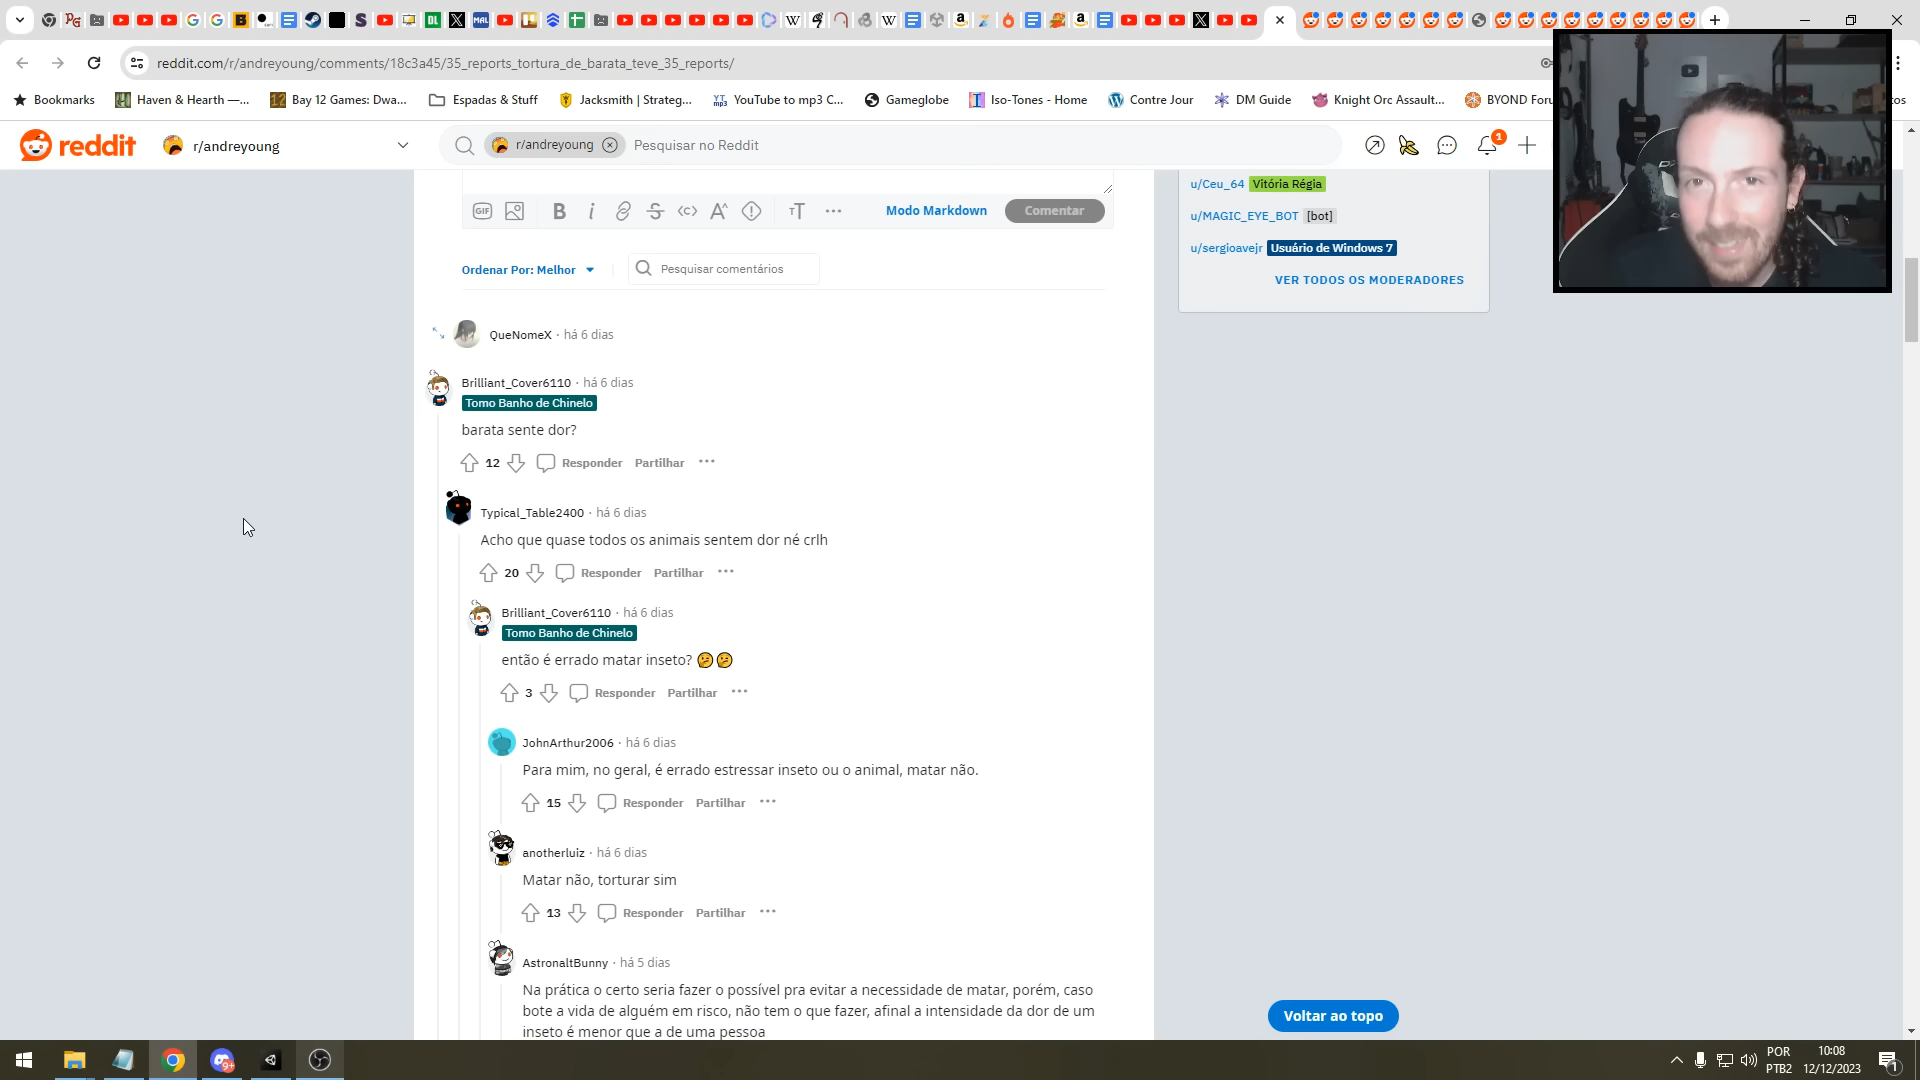 reddit.com/r/andreyoung/comments/18c3a45/35_reports_tortura_de_barata_teve_35_reports/
Bookmarks
Haven & Hearth —...
Bay 12 Games: Dwa...
Espadas & Stuff
Jacksmith | Strateg...
YouTube to mp3 C...
Gameglobe
Iso-Tones - Home
Contre Jour
DM Guide
Knight Orc Assault...
BYOND Foru
reddit
r/andreyoung
r/andreyoung
Pesquisar no Reddit
1
GIF
B i
Modo Markdown
Comentar
Ordenar Por: Melhor
Pesquisar comentários
u/Ceu_64 Vitória Régia
u/MAGIC_EYE_BOT [bot]
u/sergioavejr Usuário de Windows 7
VER TODOS OS MODERADORES
QueNomeX · há 6 dias
Brilliant_Cover6110 · há 6 dias
Tomo Banho de Chinelo
barata sente dor?
12 Responder Partilhar ...
Typical_Table2400 · há 6 dias
Acho que quase todos os animais sentem dor né crlh
20 Responder Partilhar ...
Brilliant_Cover6110 · há 6 dias
Tomo Banho de Chinelo
então é errado matar inseto? 🤔🤔
3 Responder Partilhar ...
JohnArthur2006 · há 6 dias
Para mim, no geral, é errado estressar inseto ou o animal, matar não.
15 Responder Partilhar ...
anotherluiz · há 6 dias
Matar não, torturar sim
13 Responder Partilhar ...
AstronaltBunny · há 5 dias
Na prática o certo seria fazer o possível pra evitar a necessidade de matar, porém, caso
bote a vida de alguém em risco, não tem o que fazer, afinal a intensidade da dor de um
inseto é menor que a de uma pessoa
Voltar ao topo
POR
PTB2
10:08
12/12/2023